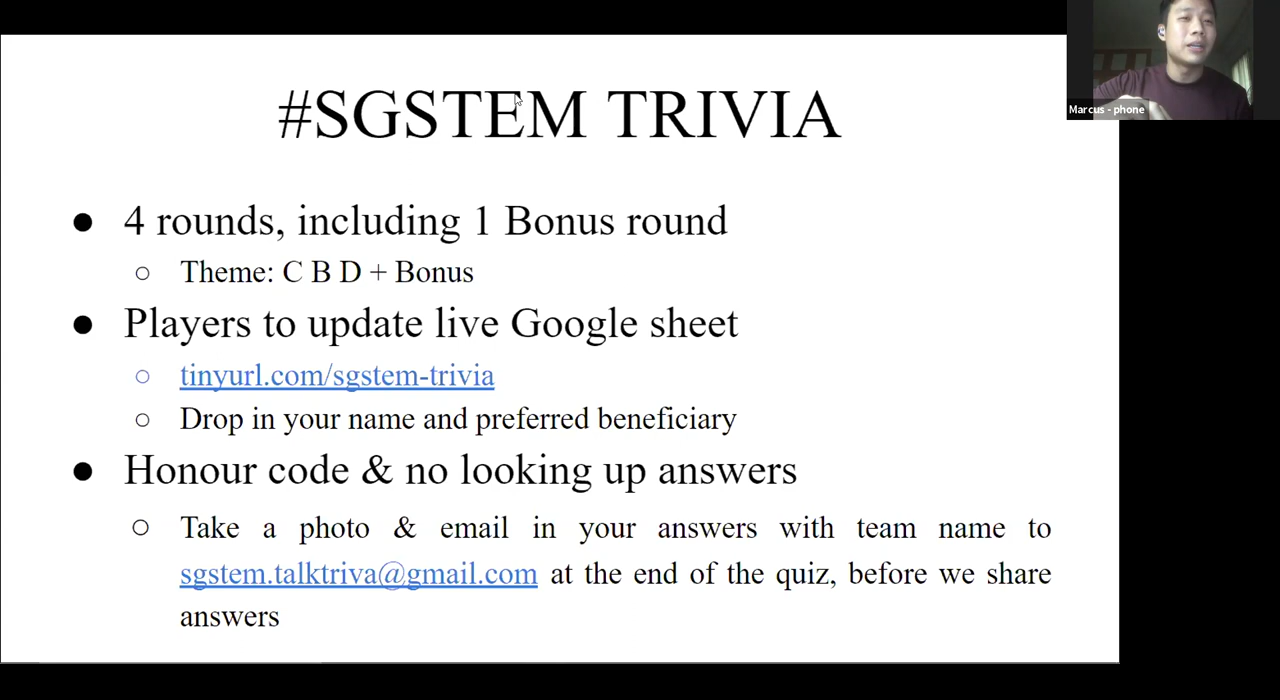 #SGSTEM TRIVIA
Marcus - phone
● 4 rounds, including 1 Bonus round
○ Theme: C B D + Bonus
● Players to update live Google sheet
○ tinyurl.com/sgstem-trivia
○ Drop in your name and preferred beneficiary
● Honour code & no looking up answers
○ Take a photo & email in your answers with team name to
sgstem.talktriva@gmail.com at the end of the quiz, before we share
answers